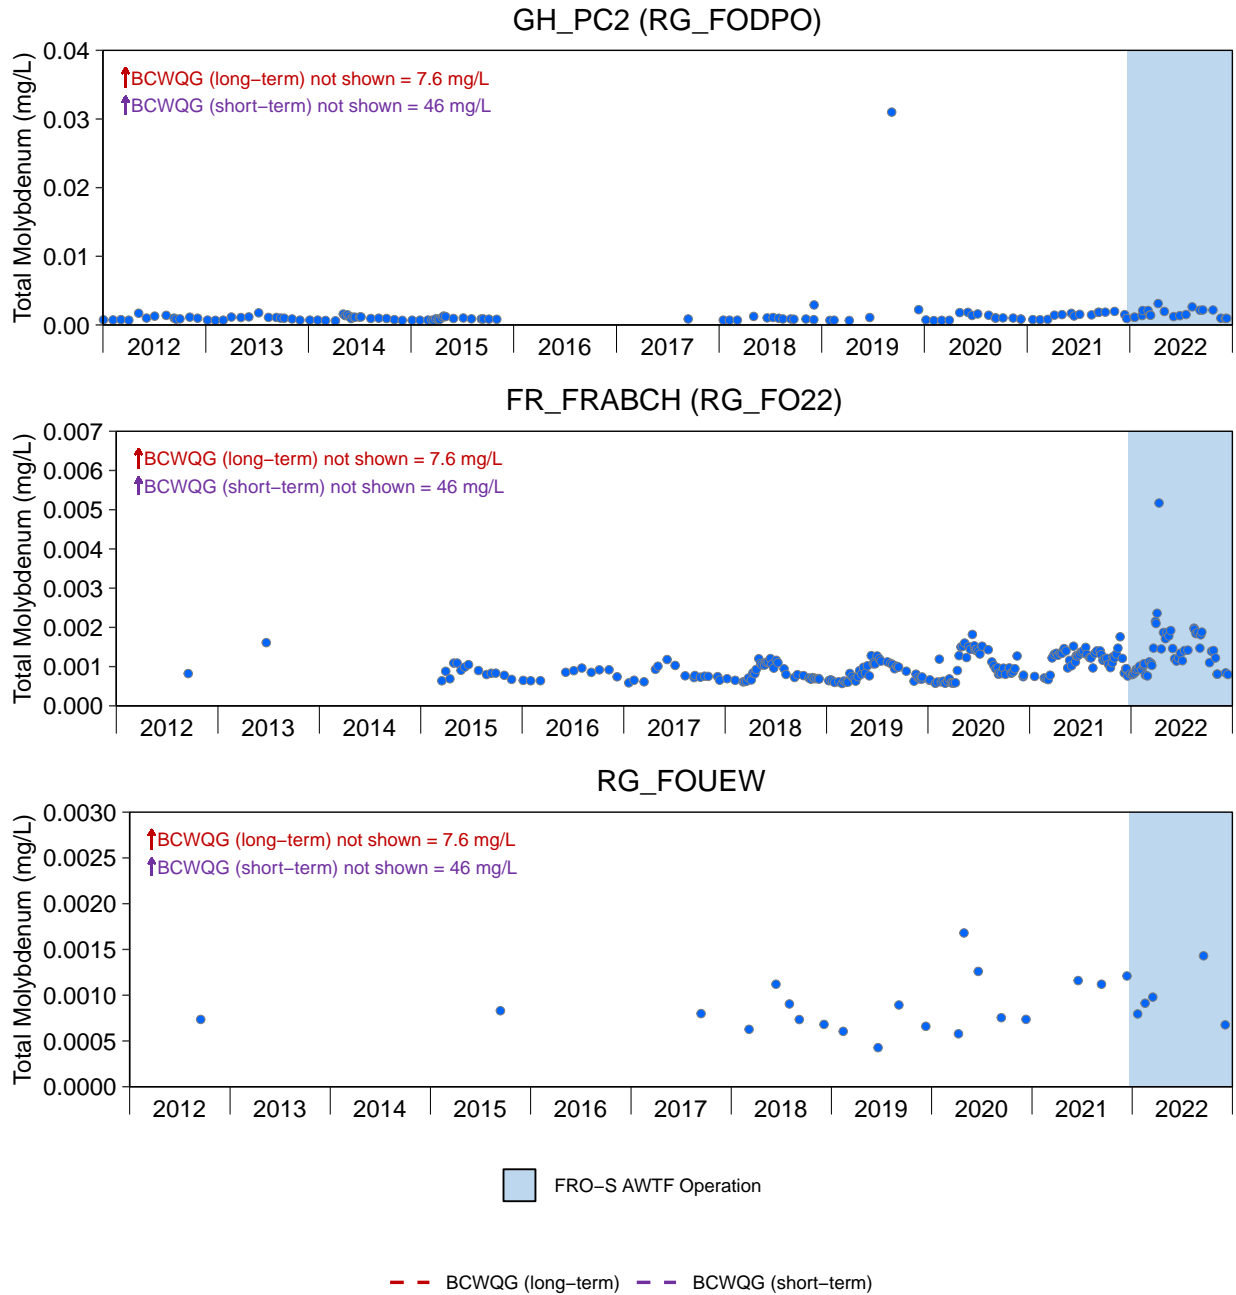 GH_PC2 (RG_FODPO)
Total Molybdenum (mg/L)
0.04
0.03
0.02
0.01
0.00
BCWQG (long−term) not shown = 7.6 mg/L
BCWQG (short−term) not shown = 46 mg/L
2012 2013 2014 2015 2016 2017 2018 2019 2020 2021 2022
FR_FRABCH (RG_FO22)
Total Molybdenum (mg/L)
0.007
0.006
0.005
0.004
0.003
0.002
0.001
0.000
BCWQG (long−term) not shown = 7.6 mg/L
BCWQG (short−term) not shown = 46 mg/L
2012 2013 2014 2015 2016 2017 2018 2019 2020 2021 2022
RG_FOUEW
Total Molybdenum (mg/L)
0.0030
0.0025
0.0020
0.0015
0.0010
0.0005
0.0000
BCWQG (long−term) not shown = 7.6 mg/L
BCWQG (short−term) not shown = 46 mg/L
2012 2013 2014 2015 2016 2017 2018 2019 2020 2021 2022
FRO−S AWTF Operation
BCWQG (long−term) BCWQG (short−term)